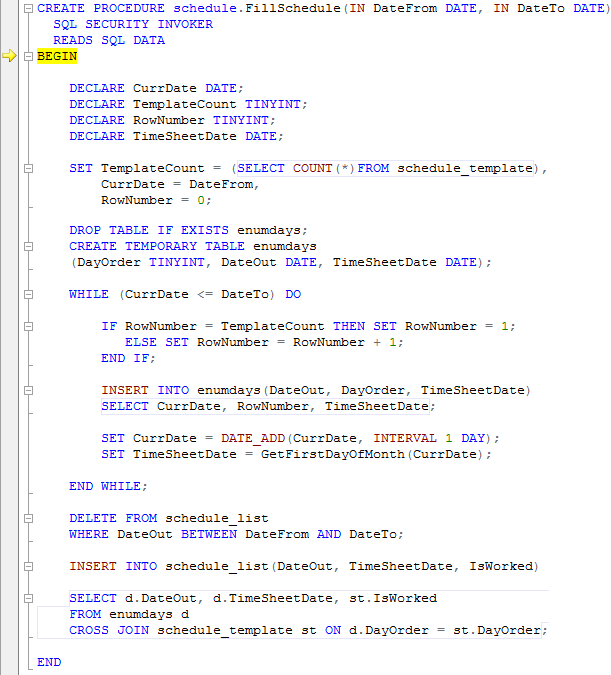 CREATE PROCEDURE schedule.FillSchedule(IN DateFrom DATE, IN DateTo DATE)
SQL SECURITY INVOKER
READS SQL DATA
BEGIN
DECLARE CurrDate DATE;
DECLARE TemplateCount TINYINT;
DECLARE RowNumber TINYINT;
DECLARE TimeSheetDate DATE;
SET TemplateCount = (SELECT COUNT(*)FROM schedule_template),
CurrDate = DateFrom,
RowNumber = 0;
DROP TABLE IF EXISTS enumdays;
CREATE TEMPORARY TABLE enumdays
(DayOrder TINYINT, DateOut DATE, TimeSheetDate DATE);
WHILE (CurrDate <= DateTo) DO
IF RowNumber = TemplateCount THEN SET RowNumber = 1;
ELSE SET RowNumber = RowNumber + 1;
END IF;
INSERT INTO enumdays(DateOut, DayOrder, TimeSheetDate)
SELECT CurrDate, RowNumber, TimeSheetDate;
SET CurrDate = DATE_ADD(CurrDate, INTERVAL 1 DAY);
SET TimeSheetDate = GetFirstDayOfMonth(CurrDate);
END WHILE;
DELETE FROM schedule_list
WHERE DateOut BETWEEN DateFrom AND DateTo;
INSERT INTO schedule_list(DateOut, TimeSheetDate, IsWorked)
SELECT d.DateOut, d.TimeSheetDate, st.IsWorked
FROM enumdays d
CROSS JOIN schedule_template st ON d.DayOrder = st.DayOrder;
END